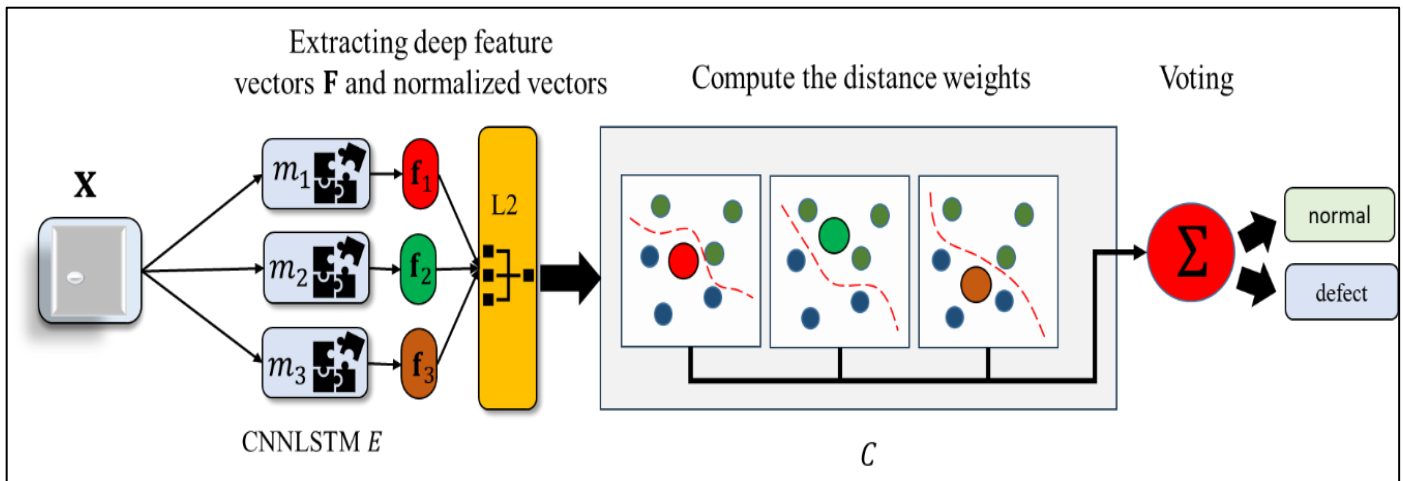 Extracting deep feature
vectors F and normalized vectors
Compute the distance weights
Voting
X
m1
f1
L2
m2
f2
m3
f3
Σ
normal
defect
CNNLSTM E
C